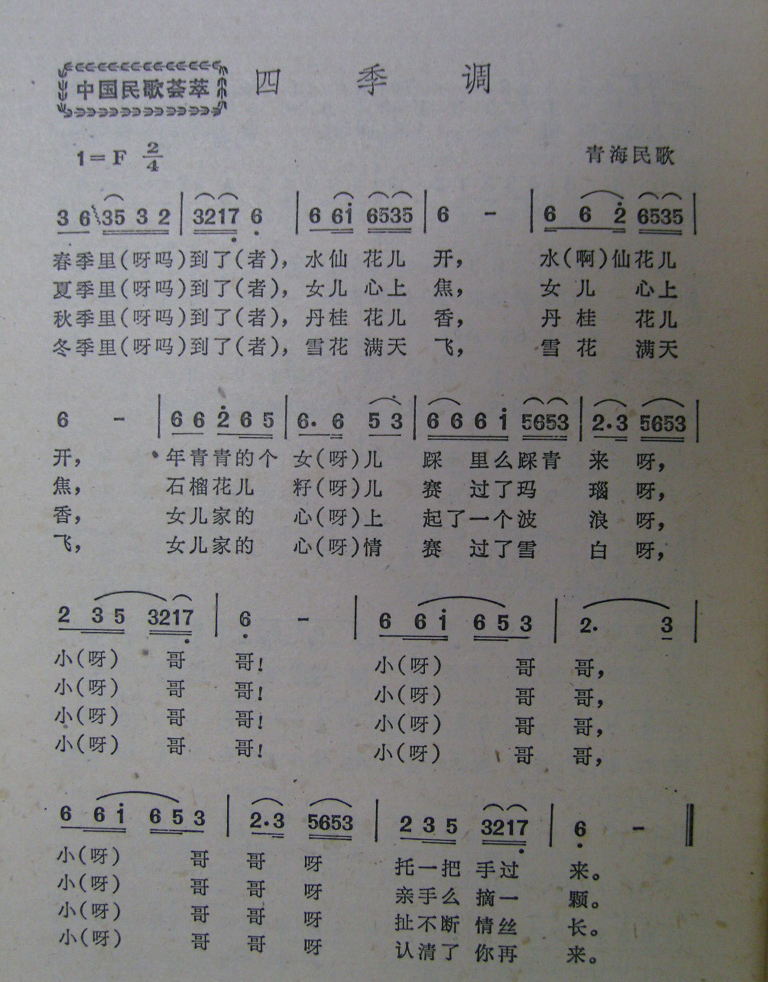 中国民歌荟萃
四季调
1=F 2/4
青海民歌
3 6 35 3 2 | 3217 6 | 6 6i 6535 | 6 - | 6 6 2 6535 |
春季里(呀吗)到了(者), 水仙 花儿 开, 水(啊)仙花儿
夏季里(呀吗)到了(者), 女儿 心上 焦, 女 儿 心上
秋季里(呀吗)到了(者), 丹桂 花儿 香, 丹 桂 花儿
冬季里(呀吗)到了(者), 雪花 满天 飞, 雪 花 满天
6 - | 6 6 2 6 5 | 6. 6 5 3 | 6 6 6 i 5653 | 2.3 5653 |
开, 年青青的个 女(呀)儿 踩 里么踩青 来 呀,
焦, 石榴花儿 籽(呀)儿 赛 过了玛 瑙 呀,
香, 女儿家的 心(呀)上 起了一个波 浪 呀,
飞, 女儿家的 心(呀)情 赛 过了雪 白 呀,
2 3 5 3217 | 6 - | 6 6i 6 5 3 | 2. 3 |
小(呀) 哥 哥! 小(呀) 哥 哥,
小(呀) 哥 哥! 小(呀) 哥 哥,
小(呀) 哥 哥! 小(呀) 哥 哥,
小(呀) 哥 哥! 小(呀) 哥 哥,
6 6i 6 5 3 | 2.3 5653 | 2 3 5 3217 | 6 - ‖
小(呀) 哥 哥 呀 托一把 手过 来。
小(呀) 哥 哥 呀 亲手么 摘一 颗。
小(呀) 哥 哥 呀 扯不断 情丝 长。
小(呀) 哥 哥 呀 认清了 你再 来。